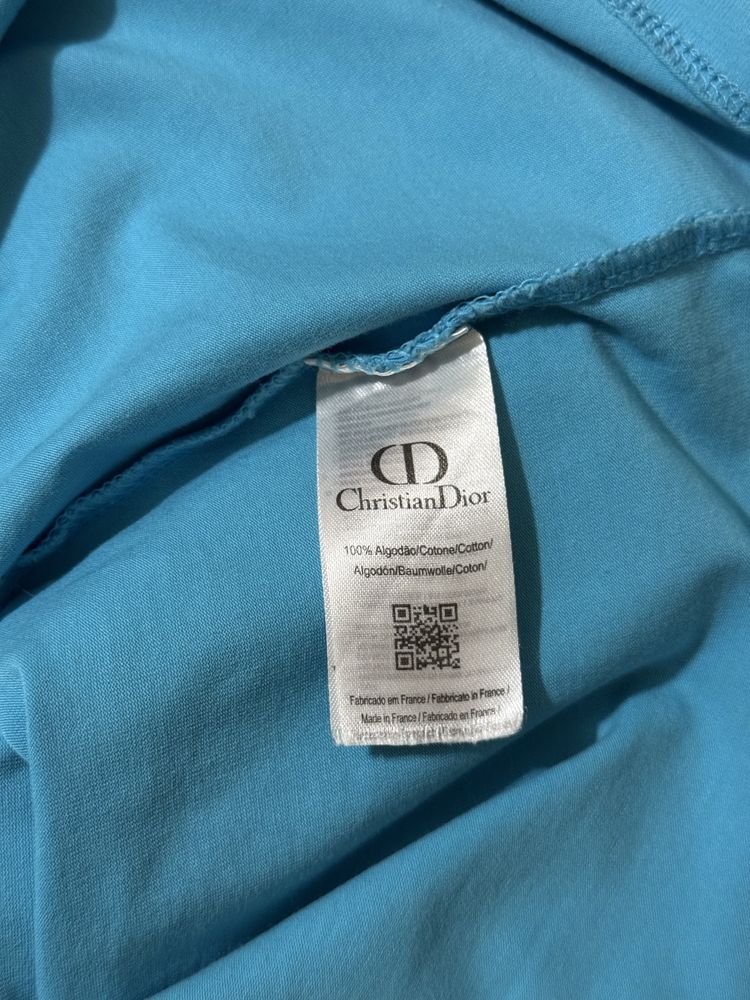 CD
ChristianDior
100% Algodão/Cotone/Cotton/
Algodón/Baumwolle/Coton/
Fabricado em France / Fabbricato in France /
Made in France / Fabricado en France